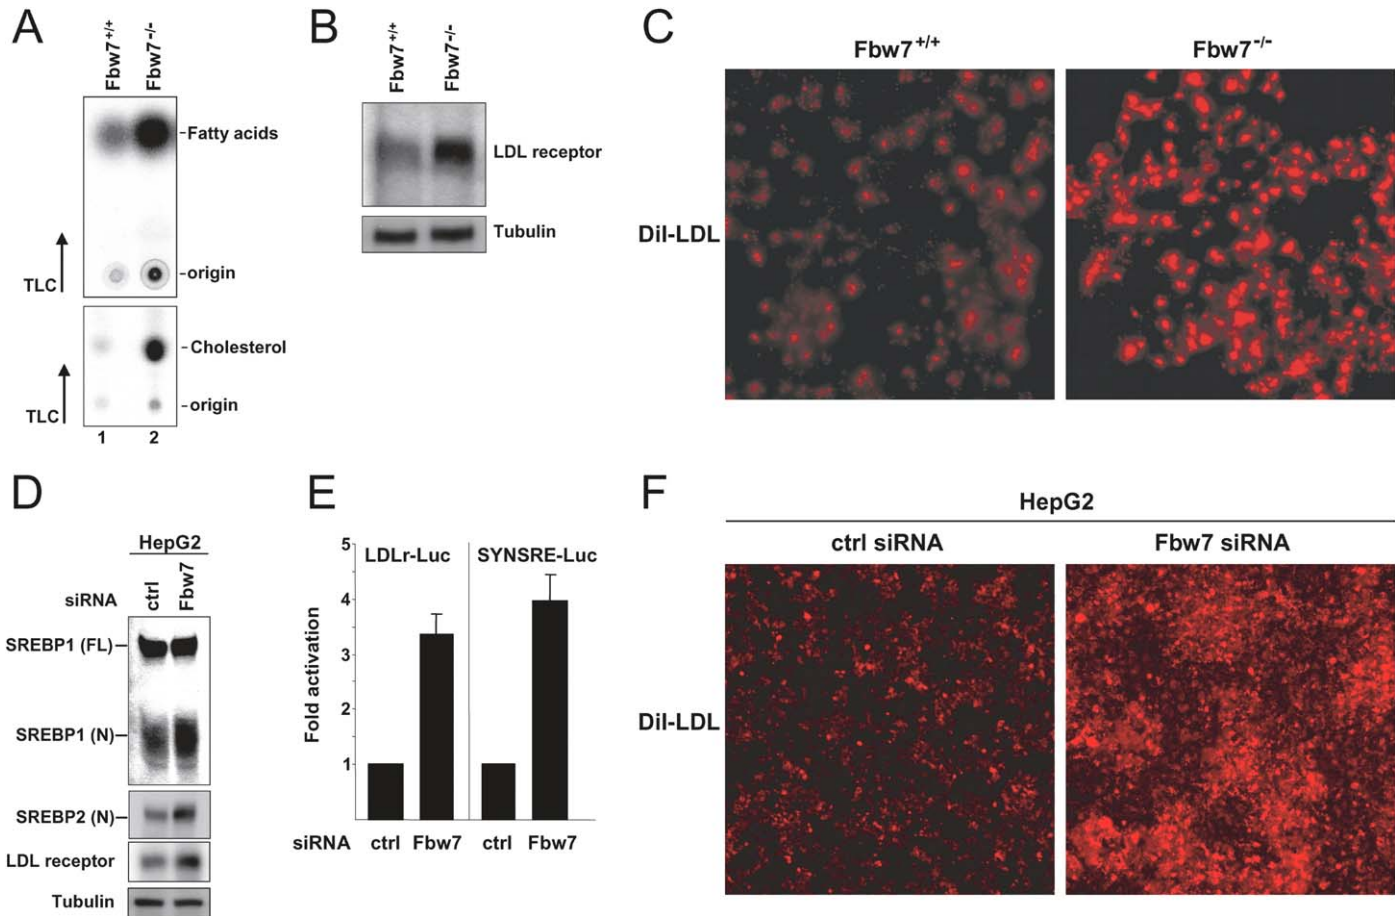 A
Fbw7+/+
Fbw7-/-
Fatty acids
origin
TLC
Cholesterol
origin
TLC
1 2
B
Fbw7+/+
Fbw7-/-
LDL receptor
Tubulin
C
Fbw7+/+ Fbw7-/-
DiI-LDL
D
HepG2
siRNA ctrl Fbw7
SREBP1 (FL)
SREBP1 (N)
SREBP2 (N)
LDL receptor
Tubulin
E
LDLr-Luc SYNSRE-Luc
Fold activation
5
4
3
2
1
siRNA ctrl Fbw7 ctrl Fbw7
F
HepG2
ctrl siRNA Fbw7 siRNA
DiI-LDL